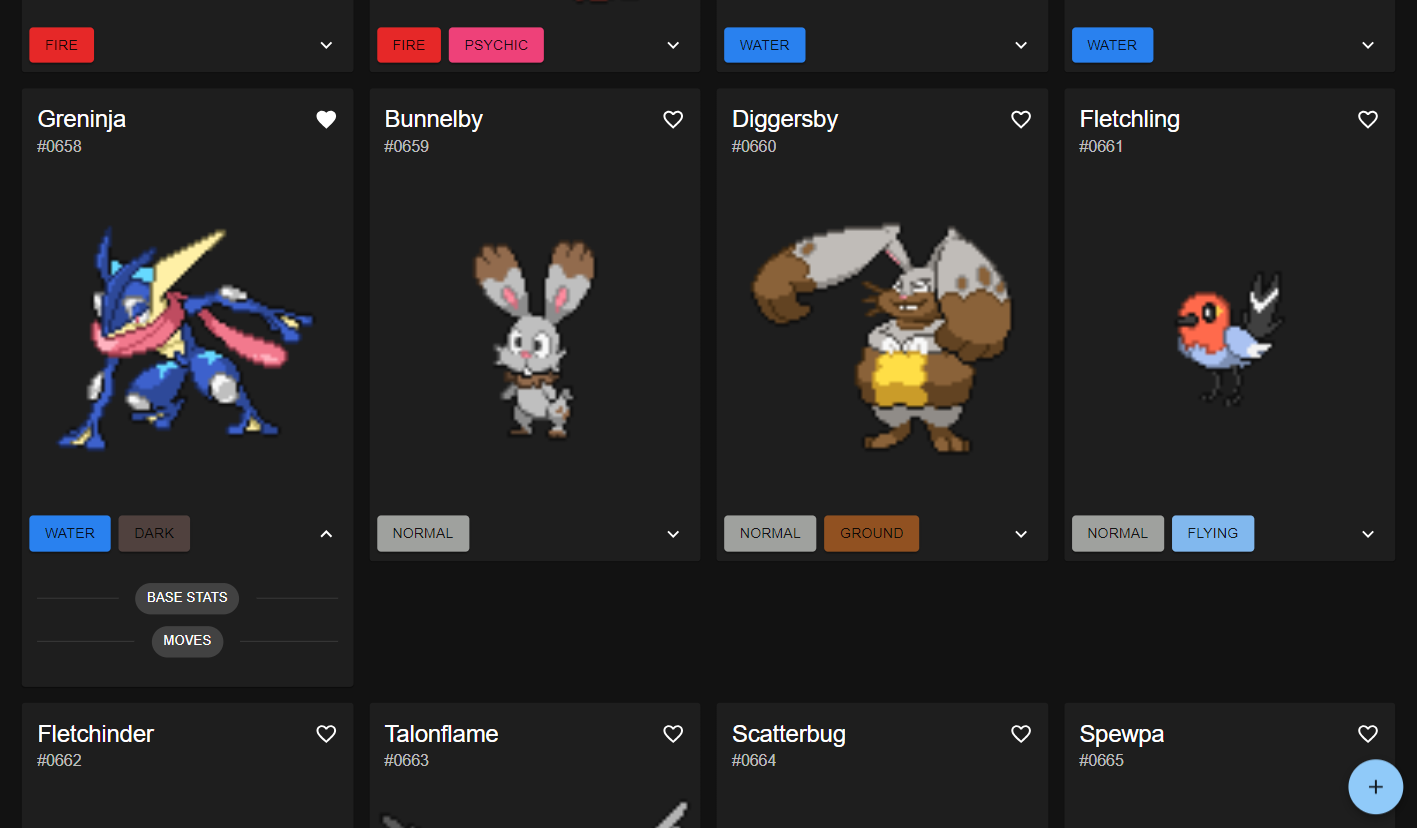 FIRE
FIRE PSYCHIC
WATER
WATER
Greninja
#0658
WATER DARK
BASE STATS
MOVES
Bunnelby
#0659
NORMAL
Diggersby
#0660
NORMAL GROUND
Fletchling
#0661
NORMAL FLYING
Fletchinder
#0662
Talonflame
#0663
Scatterbug
#0664
Spewpa
#0665
+